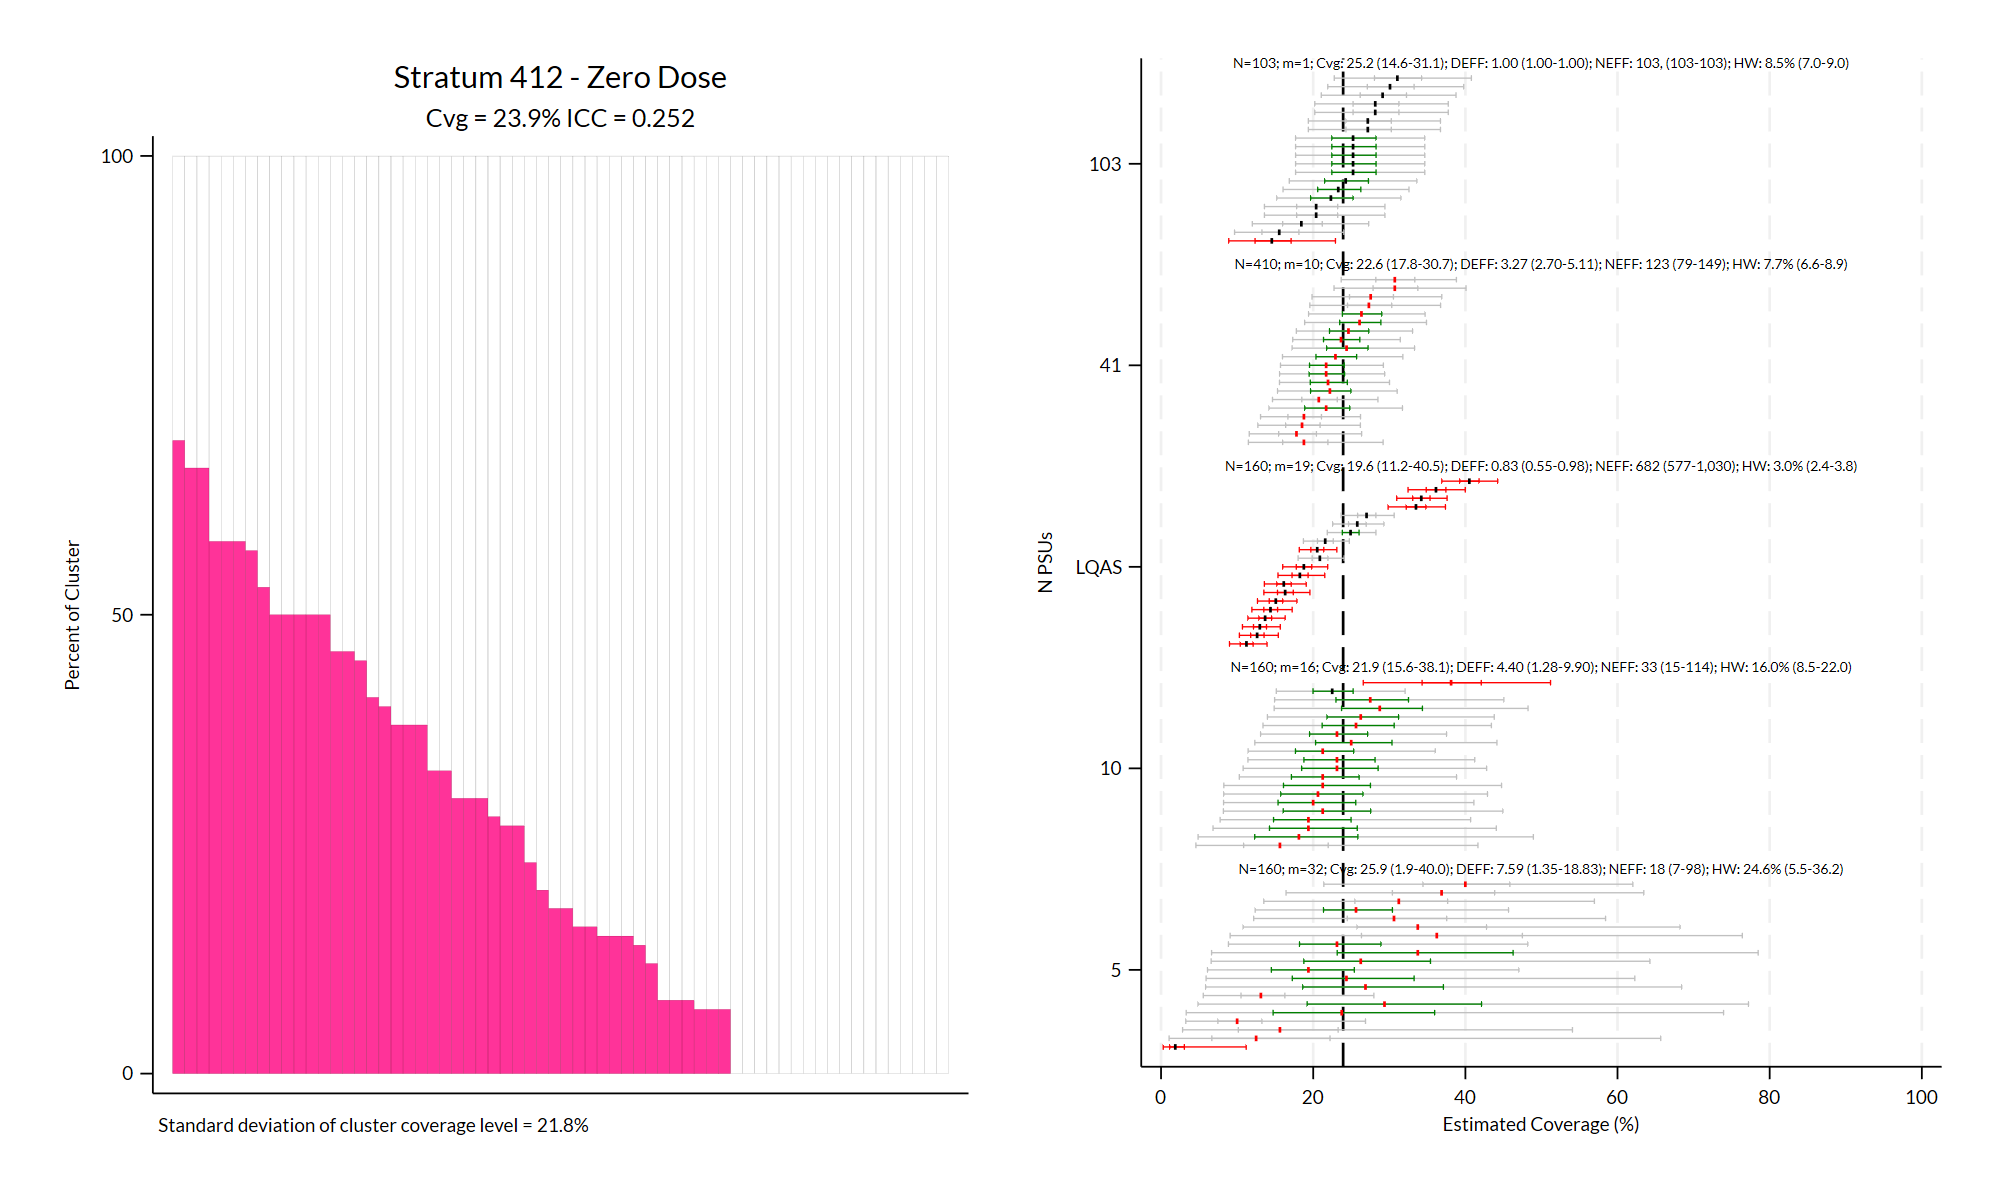 Stratum 412 - Zero Dose
Cvg = 23.9% ICC = 0.252
100
50
0
Percent of Cluster
Standard deviation of cluster coverage level = 21.8%
N=103; m=1; Cvg: 25.2 (14.6-31.1); DEFF: 1.00 (1.00-1.00); NEFF: 103, (103-103); HW: 8.5% (7.0-9.0)
103
N=410; m=10; Cvg: 22.6 (17.8-30.7); DEFF: 3.27 (2.70-5.11); NEFF: 123 (79-149); HW: 7.7% (6.6-8.9)
41
N=160; m=19; Cvg: 19.6 (11.2-40.5); DEFF: 0.83 (0.55-0.98); NEFF: 682 (577-1,030); HW: 3.0% (2.4-3.8)
N PSUs
LQAS
N=160; m=16; Cvg: 21.9 (15.6-38.1); DEFF: 4.40 (1.28-9.90); NEFF: 33 (15-114); HW: 16.0% (8.5-22.0)
10
N=160; m=32; Cvg: 25.9 (1.9-40.0); DEFF: 7.59 (1.35-18.83); NEFF: 18 (7-98); HW: 24.6% (5.5-36.2)
5
0 20 40 60 80 100
Estimated Coverage (%)